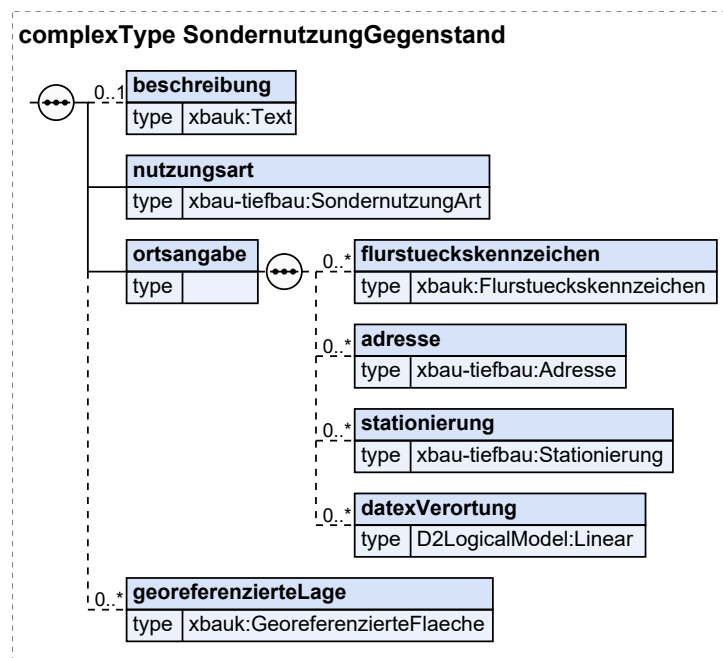 complexType SondernutzungGegenstand
0..1
beschreibung
type xbauk:Text
nutzungsart
type xbau-tiefbau:SondernutzungArt
ortsangabe
type
0..*
flurstueckskennzeichen
type xbauk:Flurstueckskennzeichen
0..*
adresse
type xbau-tiefbau:Adresse
0..*
stationierung
type xbau-tiefbau:Stationierung
0..*
datexVerortung
type D2LogicalModel:Linear
0..*
georeferenzierteLage
type xbauk:GeoreferenzierteFlaeche